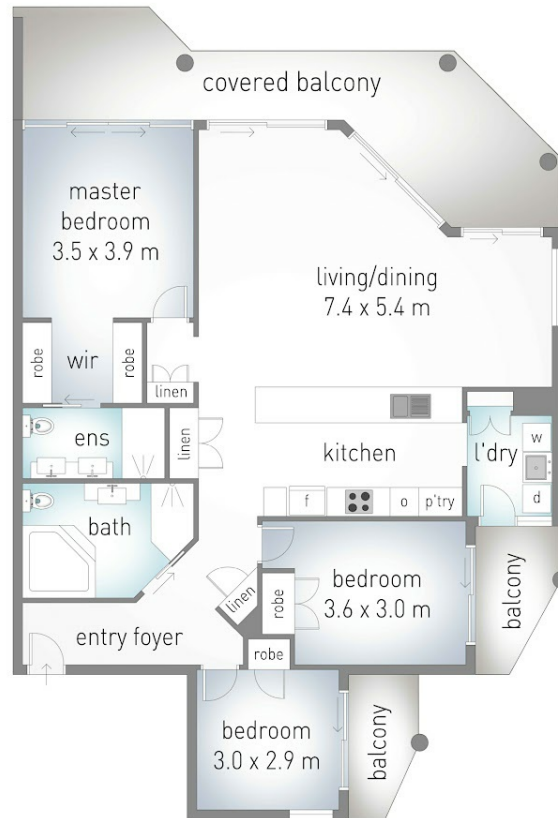 covered balcony
master
bedroom
3.5 x 3.9 m
living/dining
7.4 x 5.4 m
robe
wir
robe
linen
ens
linen
kitchen
l'dry
w
d
f
o
p'try
bath
bedroom
3.6 x 3.0 m
balcony
linen
robe
entry foyer
robe
bedroom
3.0 x 2.9 m
balcony